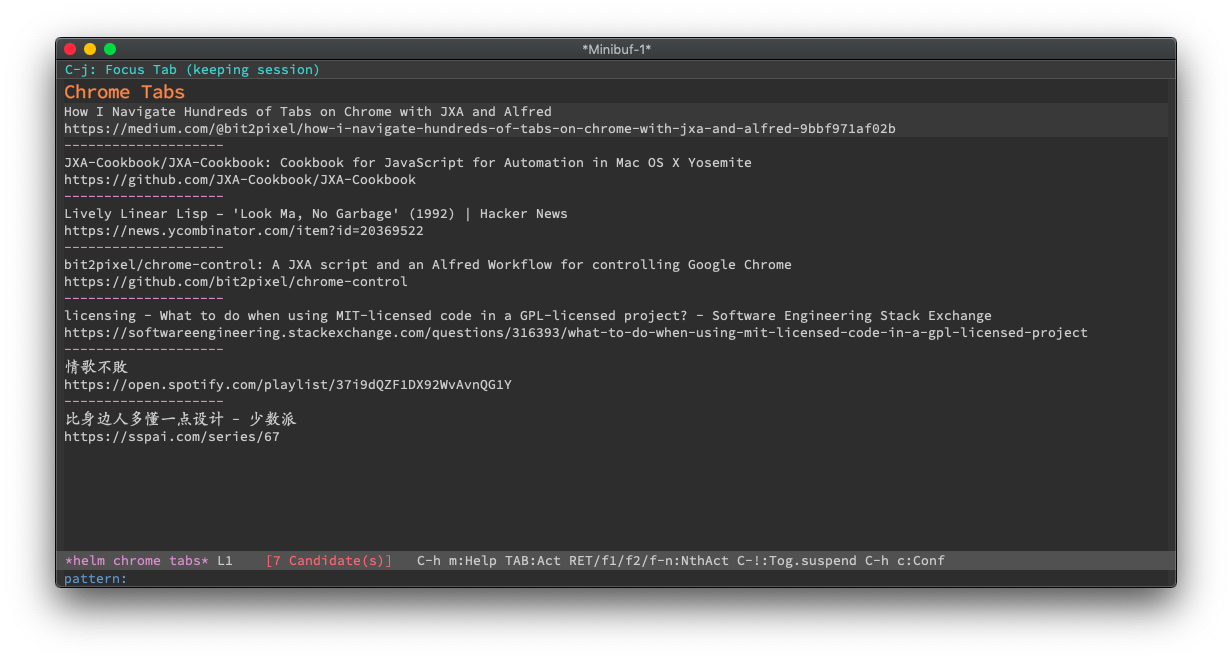 *Minibuf-1*
C-j: Focus Tab (keeping session)
Chrome Tabs
How I Navigate Hundreds of Tabs on Chrome with JXA and Alfred
https://medium.com/@bit2pixel/how-i-navigate-hundreds-of-tabs-on-chrome-with-jxa-and-alfred-9bbf971af02b
--------------------
JXA-Cookbook/JXA-Cookbook: Cookbook for JavaScript for Automation in Mac OS X Yosemite
https://github.com/JXA-Cookbook/JXA-Cookbook
--------------------
Lively Linear Lisp – 'Look Ma, No Garbage' (1992) | Hacker News
https://news.ycombinator.com/item?id=20369522
--------------------
bit2pixel/chrome-control: A JXA script and an Alfred Workflow for controlling Google Chrome
https://github.com/bit2pixel/chrome-control
--------------------
licensing - What to do when using MIT-licensed code in a GPL-licensed project? - Software Engineering Stack Exchange
https://softwareengineering.stackexchange.com/questions/316393/what-to-do-when-using-mit-licensed-code-in-a-gpl-licensed-project
--------------------
情歌不敗
https://open.spotify.com/playlist/37i9dQZF1DX92WvAvnQG1Y
--------------------
比身边人多懂一点设计 - 少数派
https://sspai.com/series/67
*helm chrome tabs* L1 [7 Candidate(s)] C-h m:Help TAB:Act RET/f1/f2/f-n:NthAct C-!:Tog.suspend C-h c:Conf
pattern: